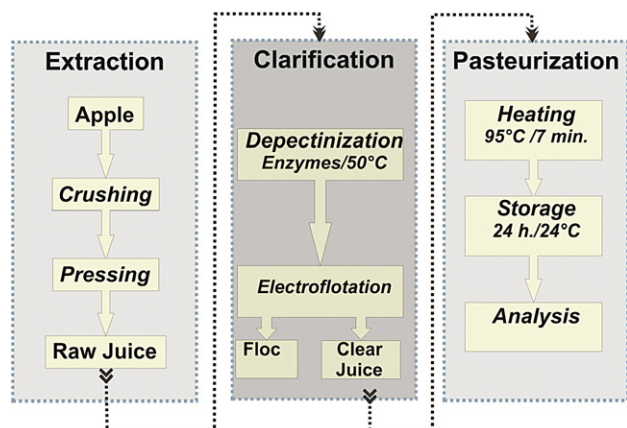 Extraction
Apple
Crushing
Pressing
Raw Juice
Clarification
Depectinization
Enzymes/50°C
Electroflotation
Floc
Clear
Juice
Pasteurization
Heating
95°C /7 min.
Storage
24 h./24°C
Analysis